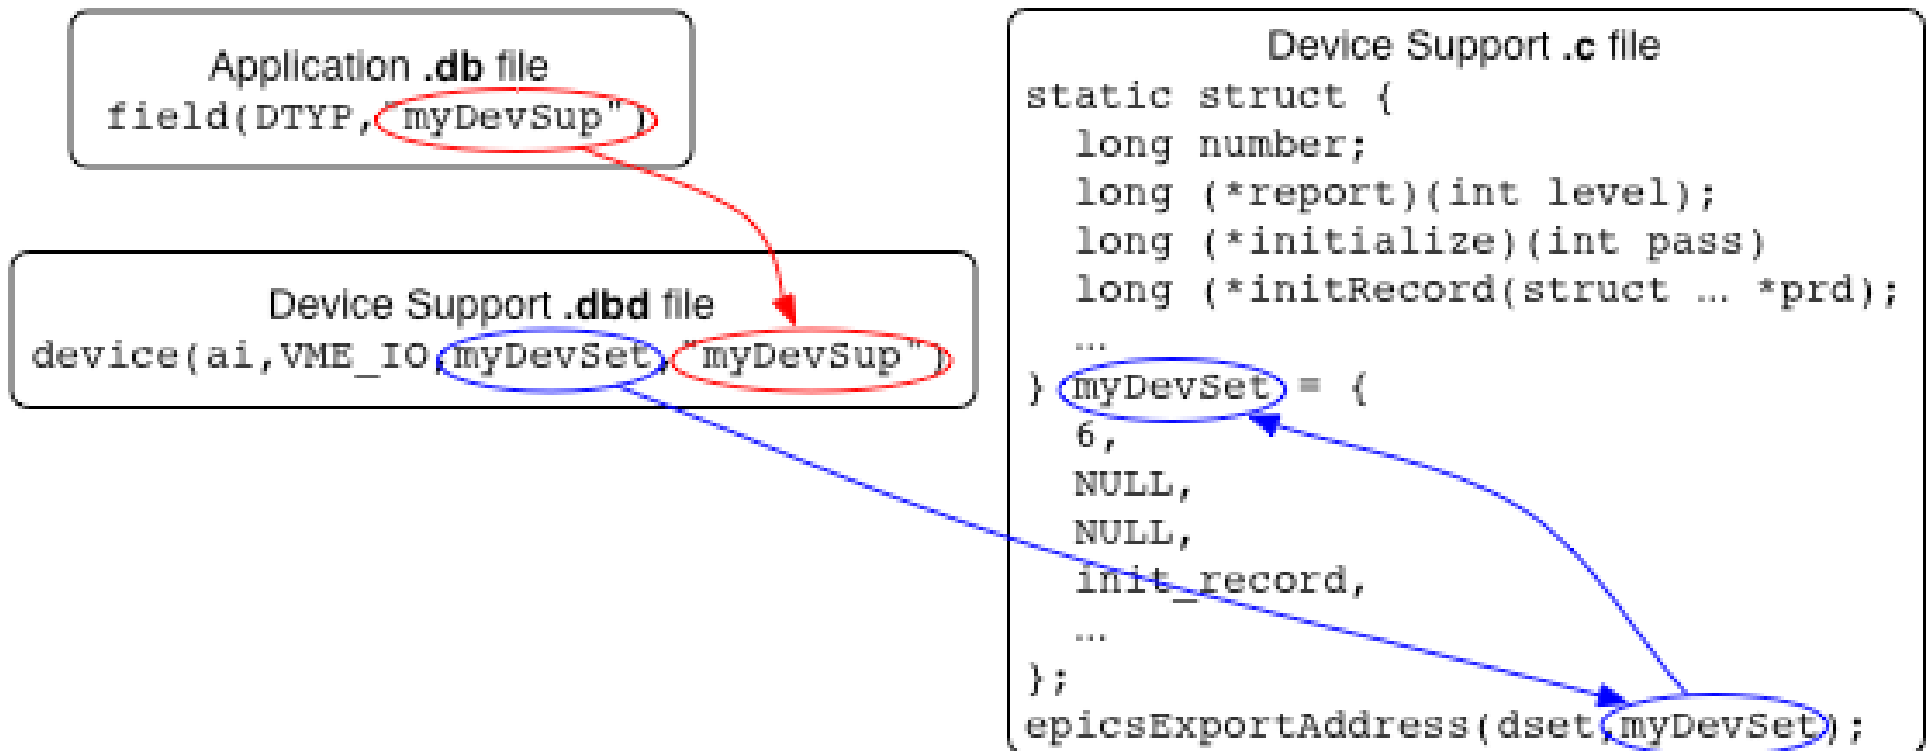 Application .db file
field(DTYP,"myDevSup")
Device Support .dbd file
device(ai,VME_IO,myDevSet,"myDevSup")
Device Support .c file
static struct {
  long number;
  long (*report)(int level);
  long (*initialize)(int pass)
  long (*initRecord(struct … *prd);
  …
} myDevSet = {
  6,
  NULL,
  NULL,
  init_record,
  …
};
epicsExportAddress(dset,myDevSet);